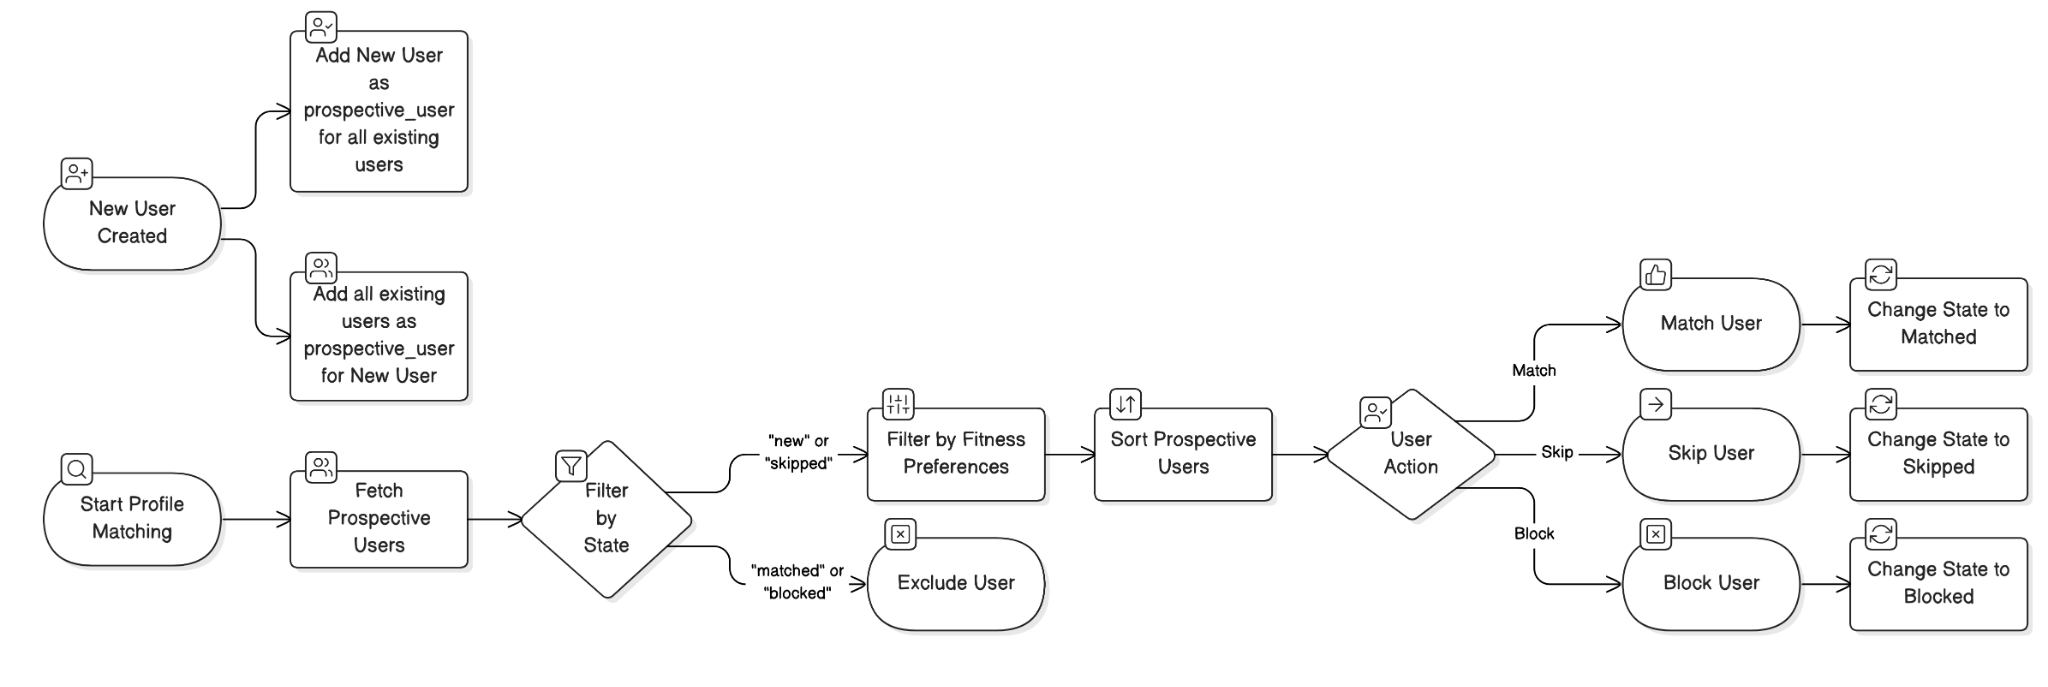 Add New User
as
prospective_user
for all existing
users
New User
Created
Add all existing
users as
prospective_user
for New User
Start Profile
Matching
Fetch
Prospective
Users
Filter
by
State
"new" or
"skipped"
"matched" or
"blocked"
Filter by Fitness
Preferences
Exclude User
Sort Prospective
Users
User
Action
Match
Skip
Block
Match User
Change State to
Matched
Skip User
Change State to
Skipped
Block User
Change State to
Blocked